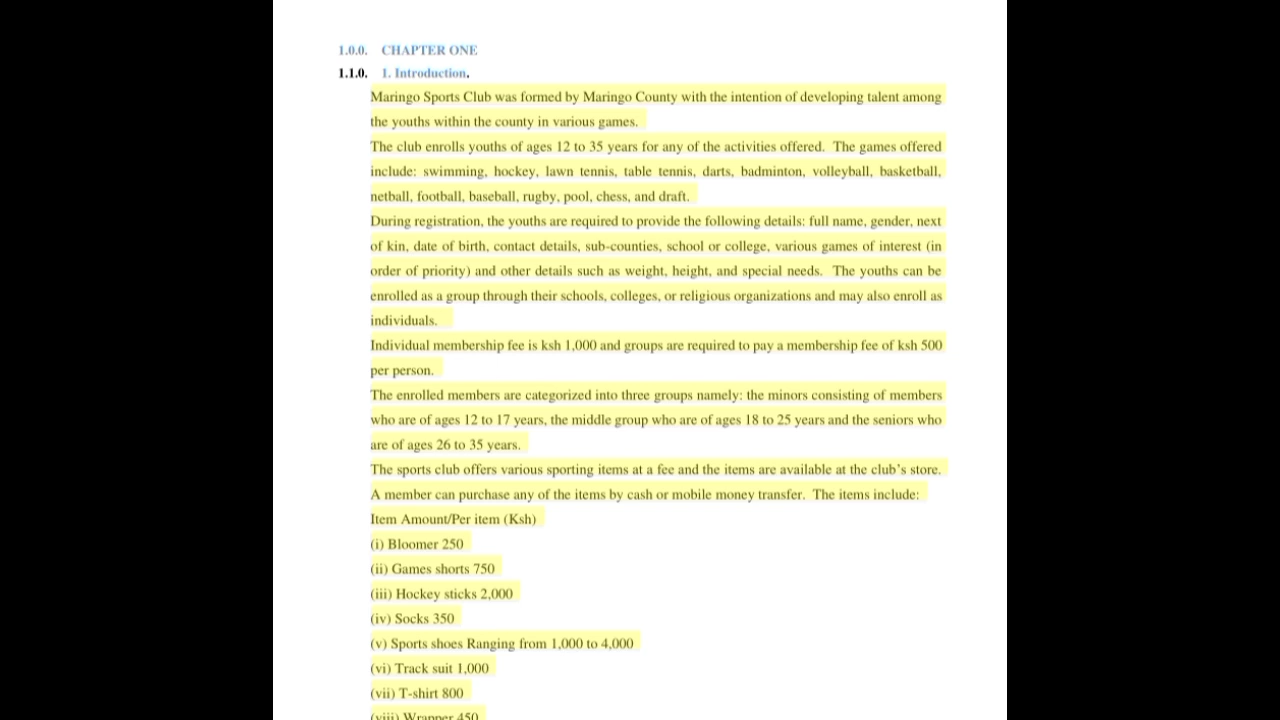 1.0.0. CHAPTER ONE
1.1.0. 1. Introduction.
Maringo Sports Club was formed by Maringo County with the intention of developing talent among
the youths within the county in various games.
The club enrolls youths of ages 12 to 35 years for any of the activities offered. The games offered
include: swimming, hockey, lawn tennis, table tennis, darts, badminton, volleyball, basketball,
netball, football, baseball, rugby, pool, chess, and draft.
During registration, the youths are required to provide the following details: full name, gender, next
of kin, date of birth, contact details, sub-counties, school or college, various games of interest (in
order of priority) and other details such as weight, height, and special needs. The youths can be
enrolled as a group through their schools, colleges, or religious organizations and may also enroll as
individuals.
Individual membership fee is ksh 1,000 and groups are required to pay a membership fee of ksh 500
per person.
The enrolled members are categorized into three groups namely: the minors consisting of members
who are of ages 12 to 17 years, the middle group who are of ages 18 to 25 years and the seniors who
are of ages 26 to 35 years.
The sports club offers various sporting items at a fee and the items are available at the club's store.
A member can purchase any of the items by cash or mobile money transfer. The items include:
Item Amount/Per item (Ksh)
(i) Bloomer 250
(ii) Games shorts 750
(iii) Hockey sticks 2,000
(iv) Socks 350
(v) Sports shoes Ranging from 1,000 to 4,000
(vi) Track suit 1,000
(vii) T-shirt 800
(viii) Wrapper 450